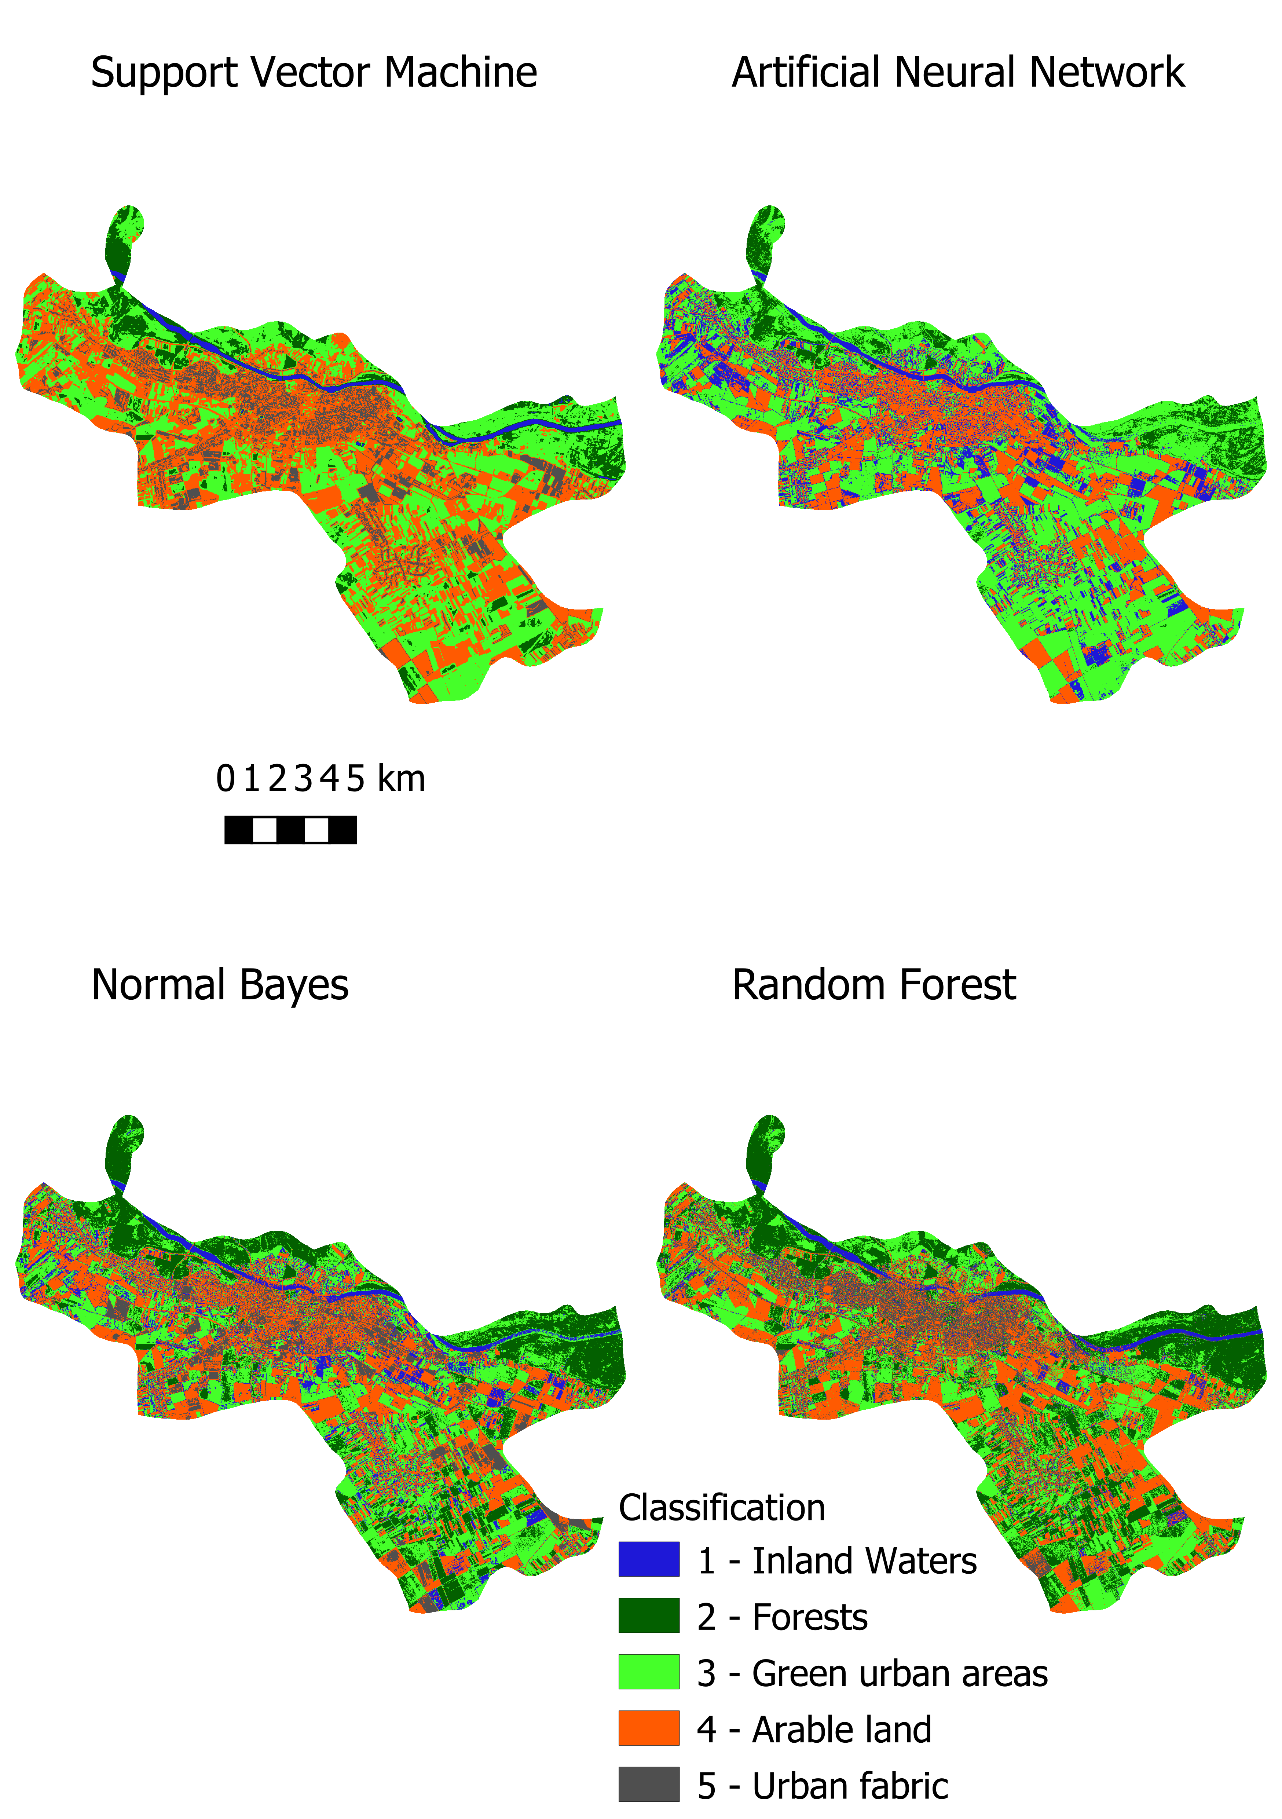 Support Vector Machine
Artificial Neural Network
0 1 2 3 4 5 km
Normal Bayes
Random Forest
Classification
1 - Inland Waters
2 - Forests
3 - Green urban areas
4 - Arable land
5 - Urban fabric